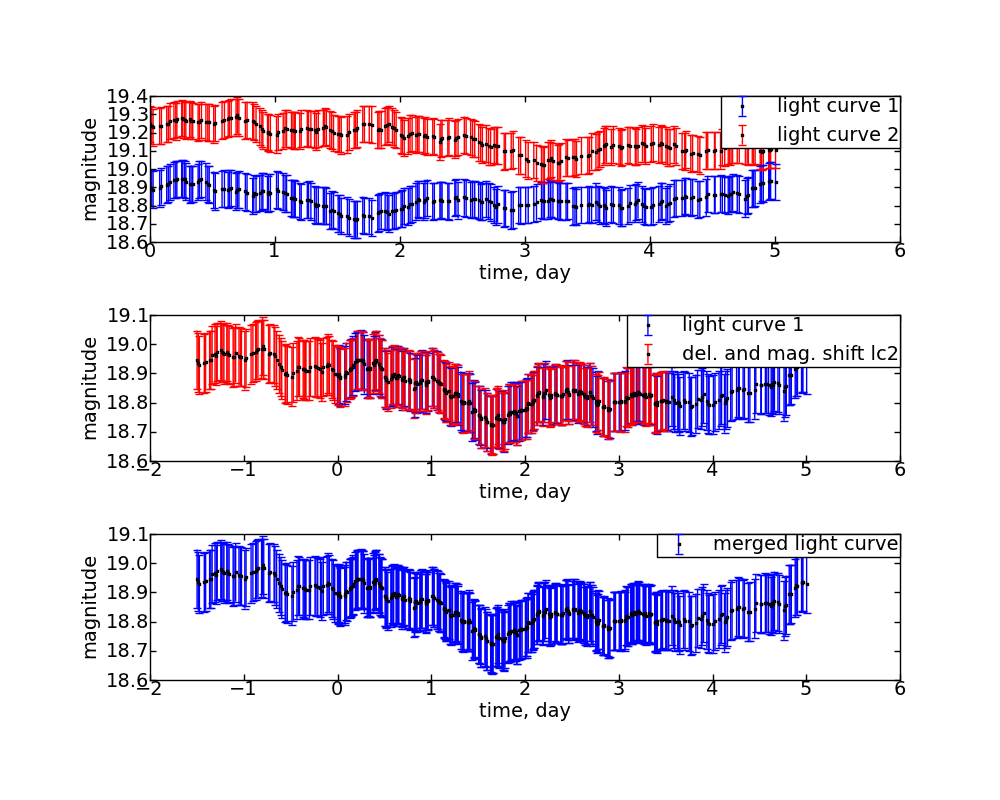 19.4
19.3
19.2
19.1
19.0
18.9
18.8
18.7
18.6
magnitude
light curve 1
light curve 2
0 1 2 3 4 5 6
time, day
19.1
19.0
18.9
18.8
18.7
18.6
magnitude
light curve 1
del. and mag. shift lc2
−2 −1 0 1 2 3 4 5 6
time, day
19.1
19.0
18.9
18.8
18.7
18.6
magnitude
merged light curve
−2 −1 0 1 2 3 4 5 6
time, day